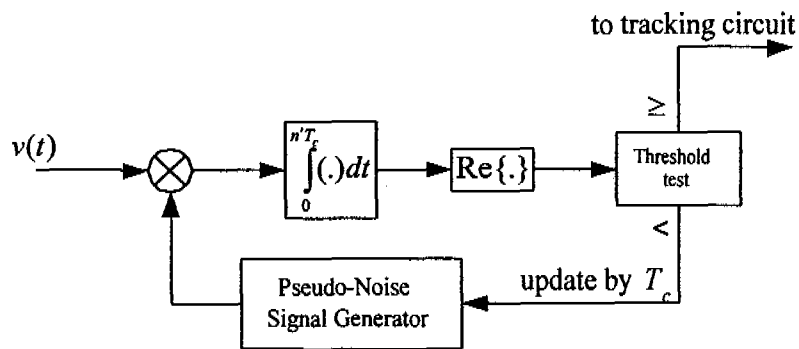 to tracking circuit
≥
v(t)
n'T_c
∫(.)dt
0
Re{.}
Threshold
test
<
Pseudo-Noise
Signal Generator
update by T_c